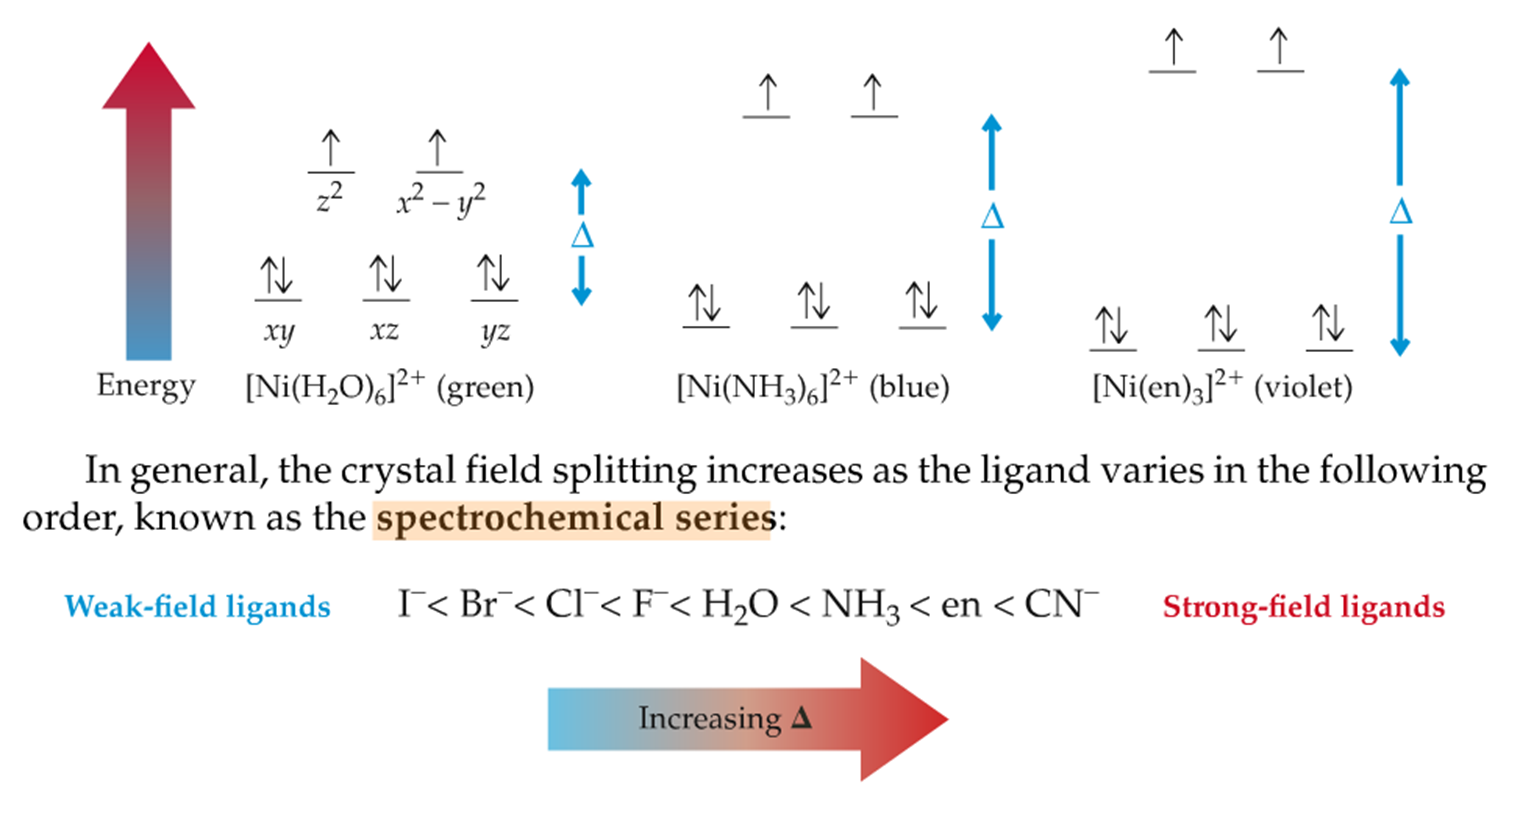 ↑ ↑
↑ ↑
↑ ↑
z² x² – y²
Δ
Δ
Δ
↑↓ ↑↓ ↑↓
xy xz yz
↑↓ ↑↓ ↑↓
↑↓ ↑↓ ↑↓
Energy [Ni(H₂O)₆]²⁺ (green) [Ni(NH₃)₆]²⁺ (blue) [Ni(en)₃]²⁺ (violet)
In general, the crystal field splitting increases as the ligand varies in the following
order, known as the spectrochemical series:
Weak-field ligands I⁻< Br⁻< Cl⁻< F⁻< H₂O < NH₃ < en < CN⁻ Strong-field ligands
Increasing Δ